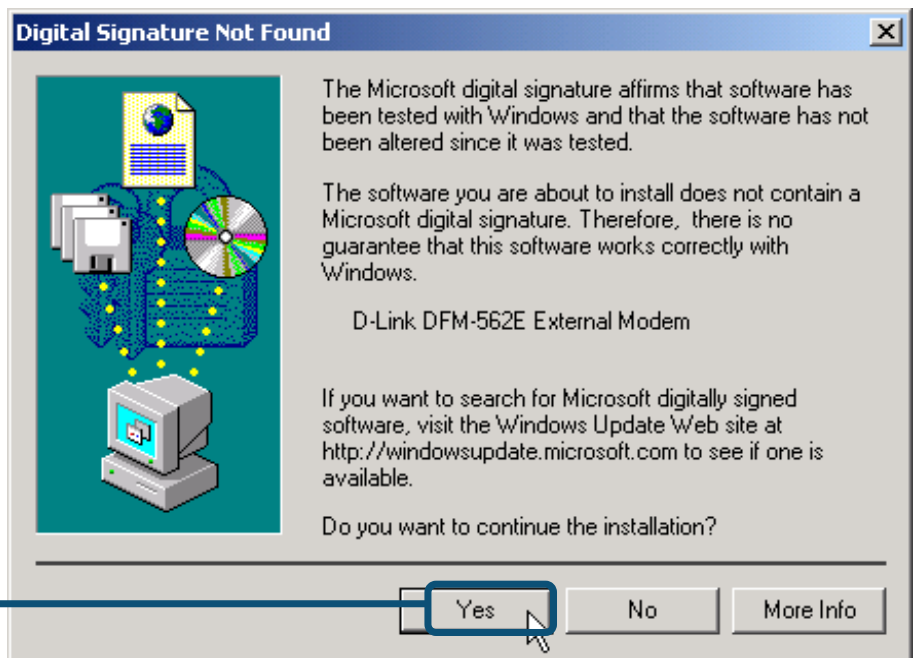 Digital Signature Not Found
The Microsoft digital signature affirms that software has
been tested with Windows and that the software has not
been altered since it was tested.
The software you are about to install does not contain a
Microsoft digital signature. Therefore, there is no
guarantee that this software works correctly with
Windows.
D-Link DFM-562E External Modem
If you want to search for Microsoft digitally signed
software, visit the Windows Update Web site at
http://windowsupdate.microsoft.com to see if one is
available.
Do you want to continue the installation?
Yes No More Info